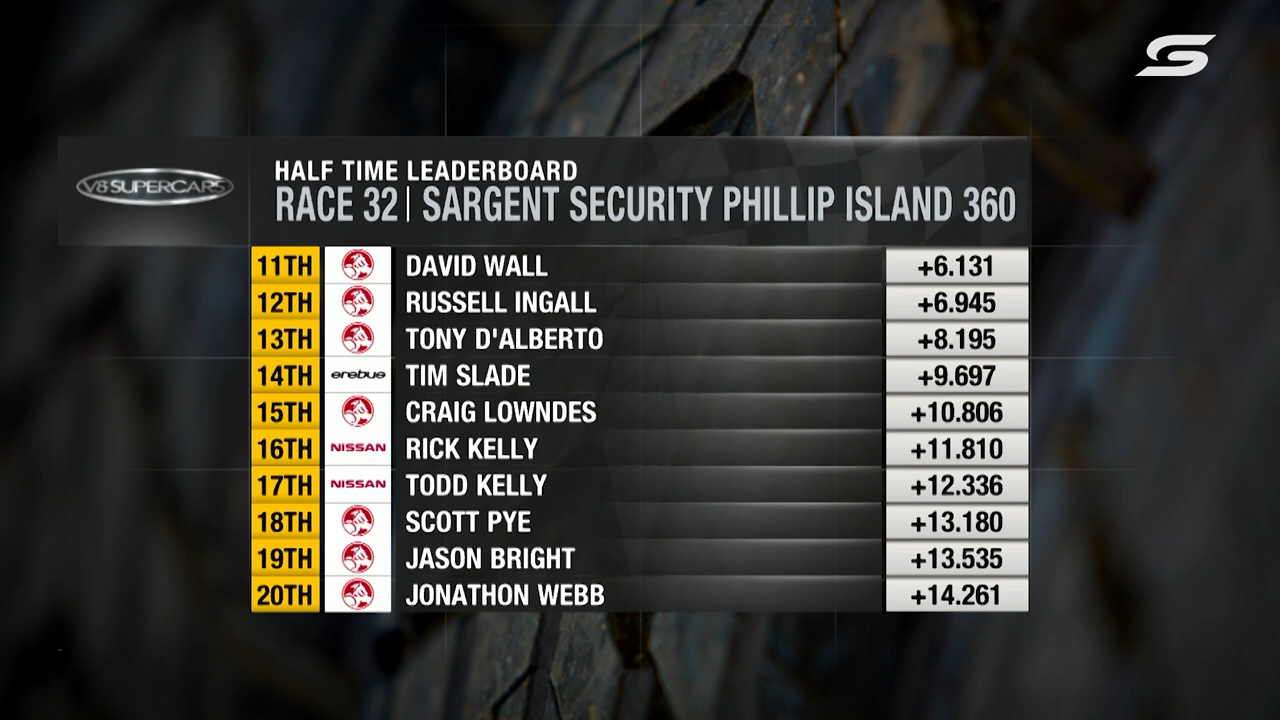 V8 SUPERCARS
HALF TIME LEADERBOARD
RACE 32 | SARGENT SECURITY PHILLIP ISLAND 360
11TH DAVID WALL +6.131
12TH RUSSELL INGALL +6.945
13TH TONY D'ALBERTO +8.195
14TH erebus TIM SLADE +9.697
15TH CRAIG LOWNDES +10.806
16TH NISSAN RICK KELLY +11.810
17TH NISSAN TODD KELLY +12.336
18TH SCOTT PYE +13.180
19TH JASON BRIGHT +13.535
20TH JONATHON WEBB +14.261